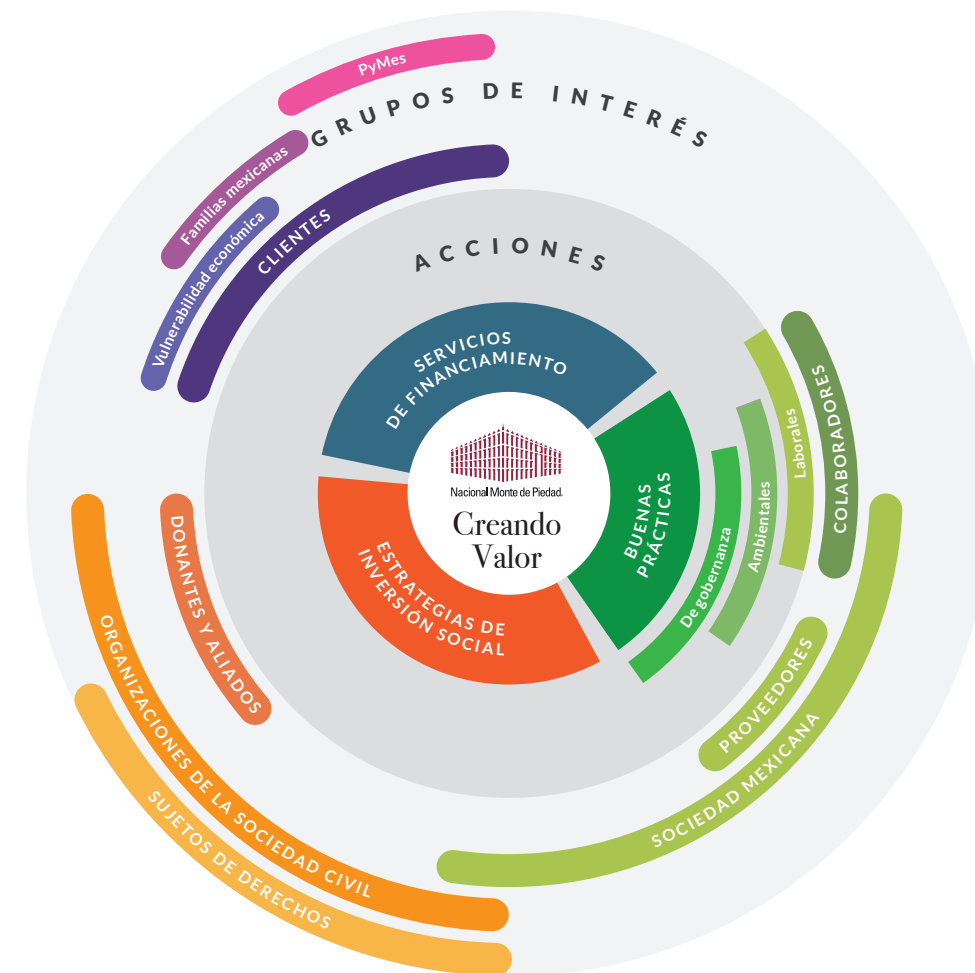 PyMes
GRUPOS DE INTERÉS
Familias mexicanas
Vulnerabilidad económica
CLIENTES
ACCIONES
SERVICIOS
DE FINANCIAMIENTO
Nacional Monte de Piedad.
Creando
Valor
BUENAS
PRÁCTICAS
De gobernanza
Ambientales
Laborales
COLABORADORES
ESTRATEGIAS DE
INVERSIÓN SOCIAL
DONANTES Y ALIADOS
ORGANIZACIONES DE LA SOCIEDAD CIVIL
SUJETOS DE DERECHOS
PROVEEDORES
SOCIEDAD MEXICANA